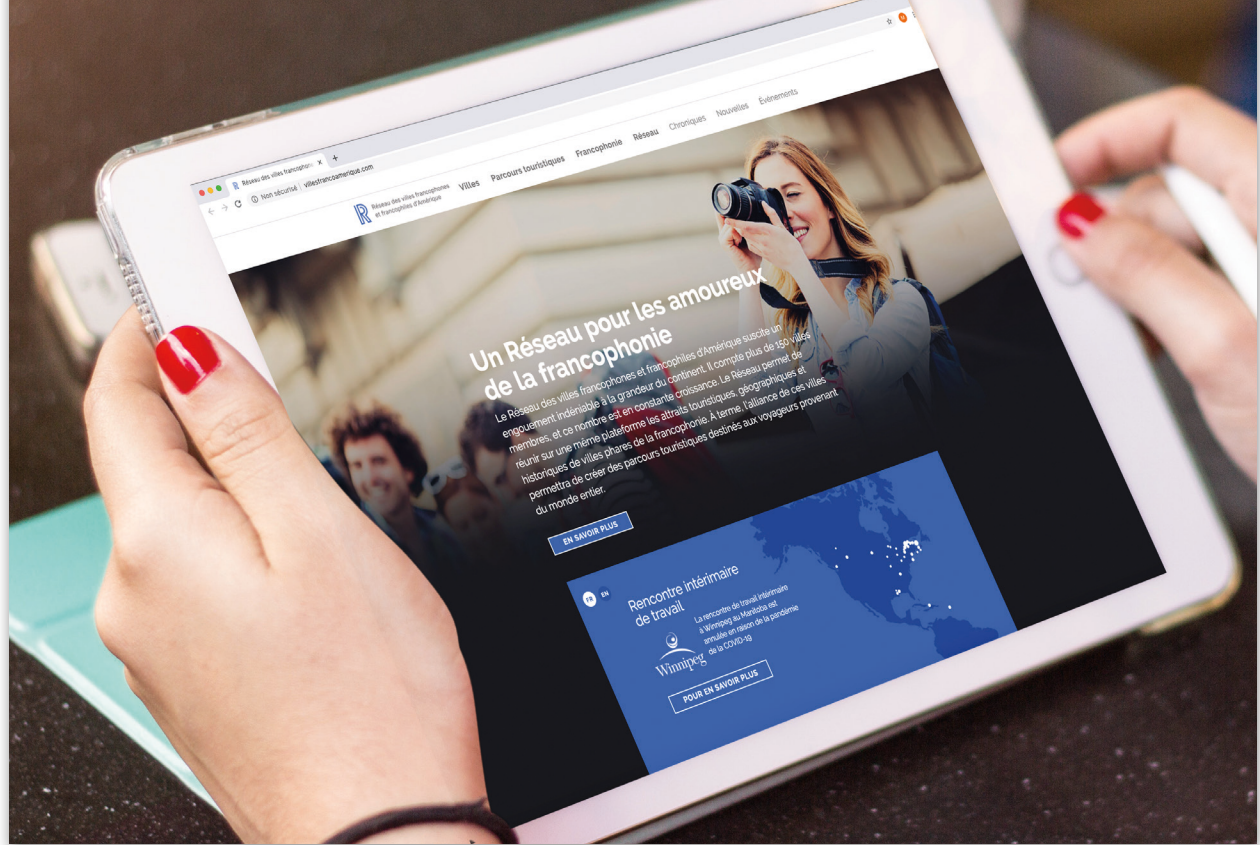 Réseau des villes francophone
Non sécurisé | villesfrancoamerique.com
Réseau des villes francophones
et francophiles d'Amérique
Villes Parcours touristiques Francophonie Réseau Chroniques Nouvelles Événements
Un Réseau pour les amoureux
de la francophonie
Le Réseau des villes francophones et francophiles d'Amérique suscite un
engouement indéniable à la grandeur du continent. Il compte plus de 150 villes
membres, et ce nombre est en constante croissance. Le Réseau permet de
réunir sur une même plateforme les attraits touristiques, géographiques et
historiques de villes phares de la francophonie. À terme, l'alliance de ces villes
permettra de créer des parcours touristiques destinés aux voyageurs provenant
du monde entier.
EN SAVOIR PLUS
FR EN
Rencontre intérimaire
de travail
Winnipeg
La rencontre de travail intérimaire
à Winnipeg au Manitoba est
annulée en raison de la pandémie
de la COVID-19
POUR EN SAVOIR PLUS